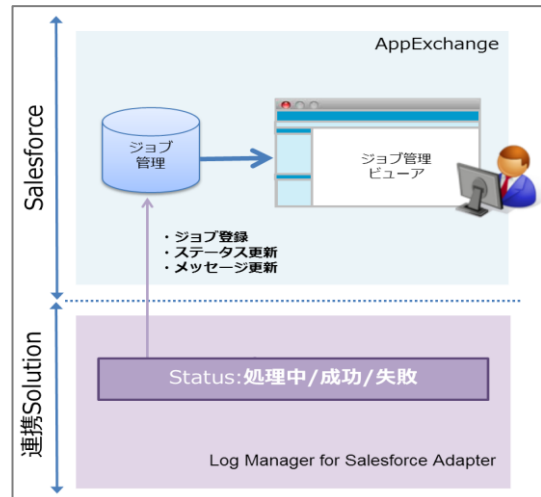 AppExchange
Salesforce
ジョブ
管理
ジョブ管理
ビューア
・ジョブ登録
・ステータス更新
・メッセージ更新
連携Solution
Status:処理中/成功/失敗
Log Manager for Salesforce Adapter